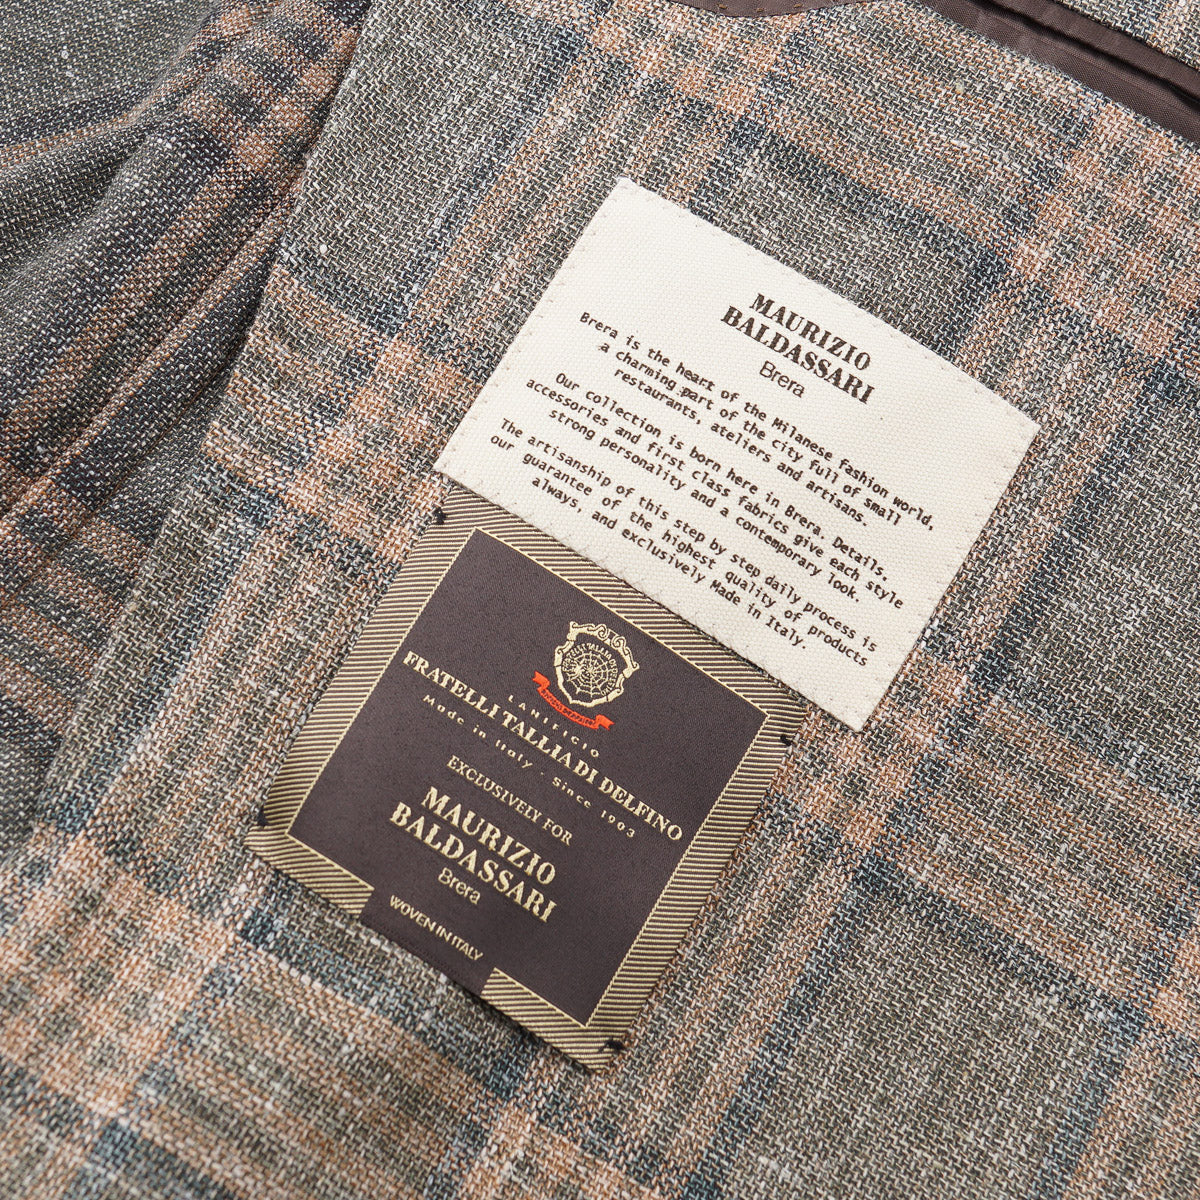 MAURIZIO
BALDASSARI
Brera
Brera is the heart of the Milanese fashion world,
a charming part of the city full of small
restaurants, ateliers and artisans.
Our collection is born here in Brera. Details,
accessories and first class fabrics give each style
strong personality and a contemporary look.
The artisanship of this step by step daily process is
our guarantee of the highest quality of products
always, and exclusively Made in Italy.
LANIFICIO
FRATELLI TALLIA DI DELFINO
Made in Italy - Since 1903
EXCLUSIVELY FOR
MAURIZIO
BALDASSARI
Brera
WOVEN IN ITALY